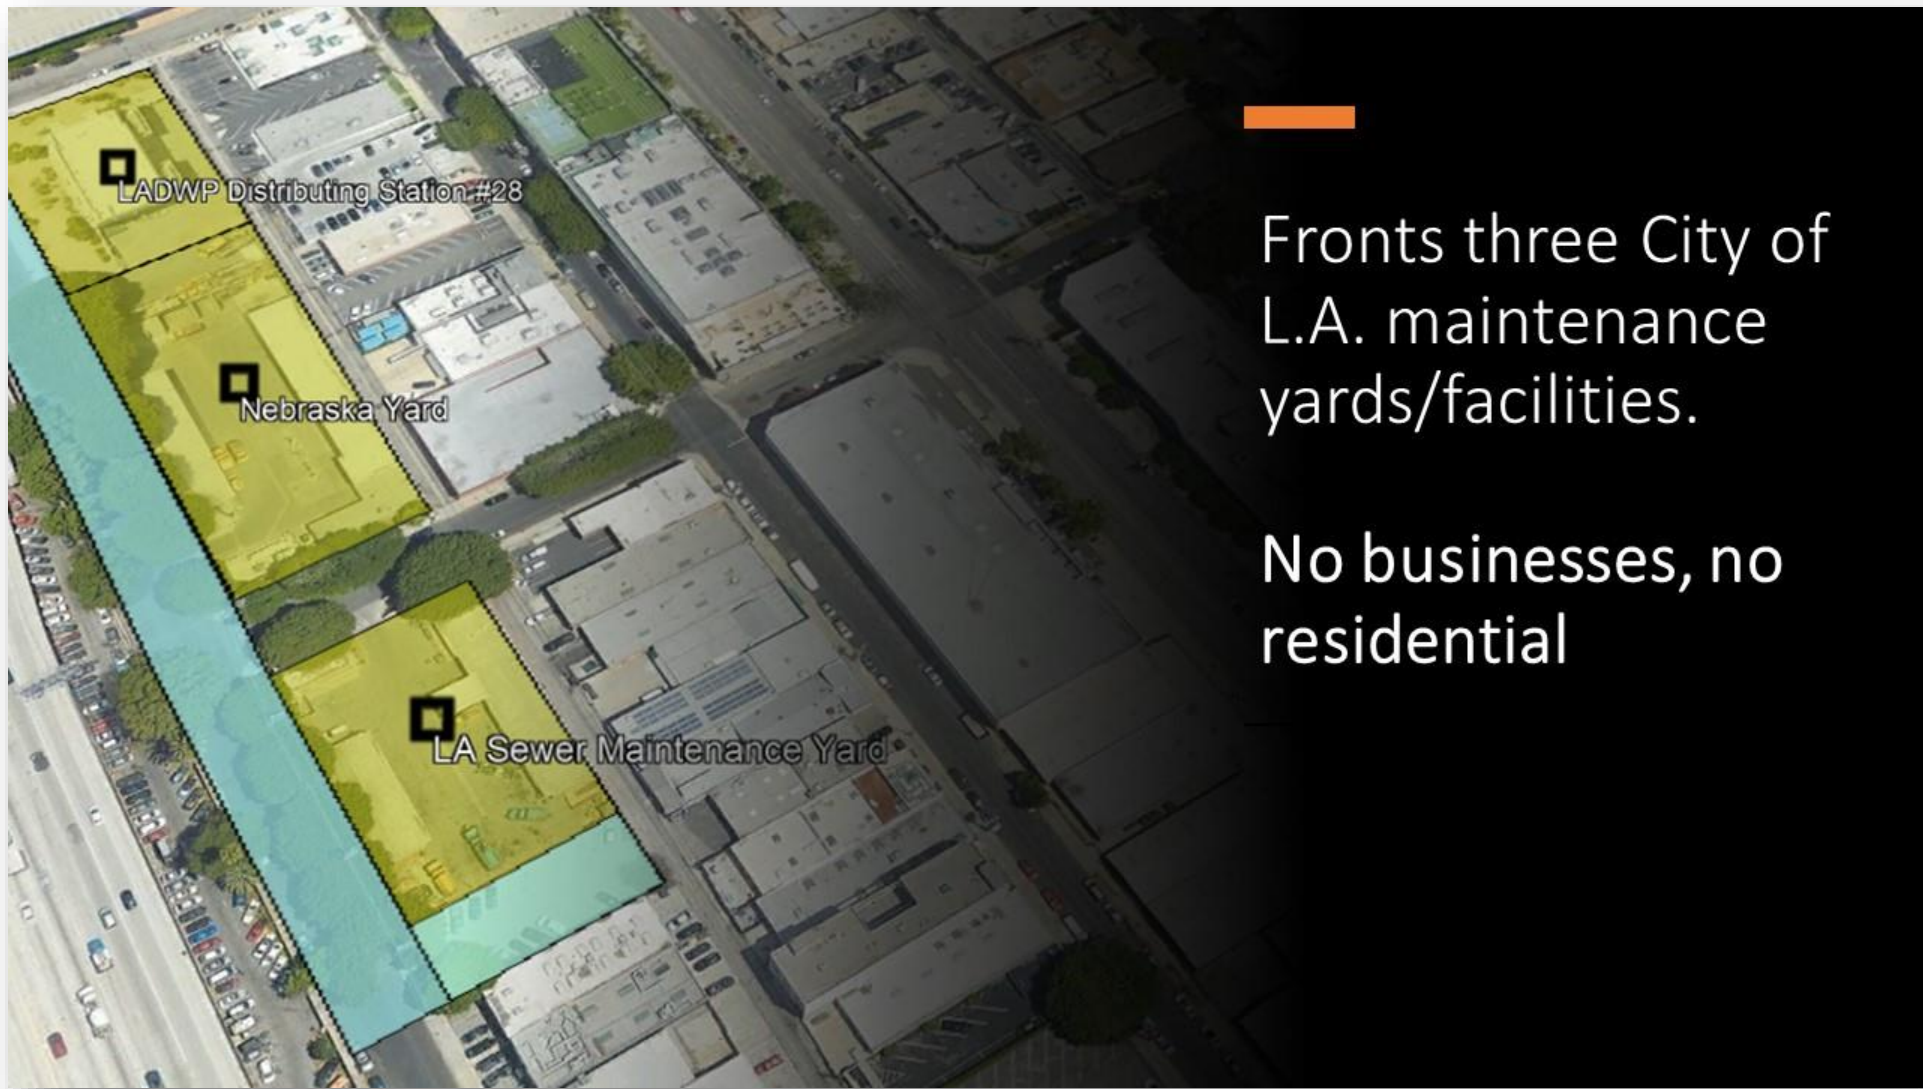 LADWP Distributing Station #28
Nebraska Yard
LA Sewer Maintenance Yard
Fronts three City of
L.A. maintenance
yards/facilities.
No businesses, no
residential